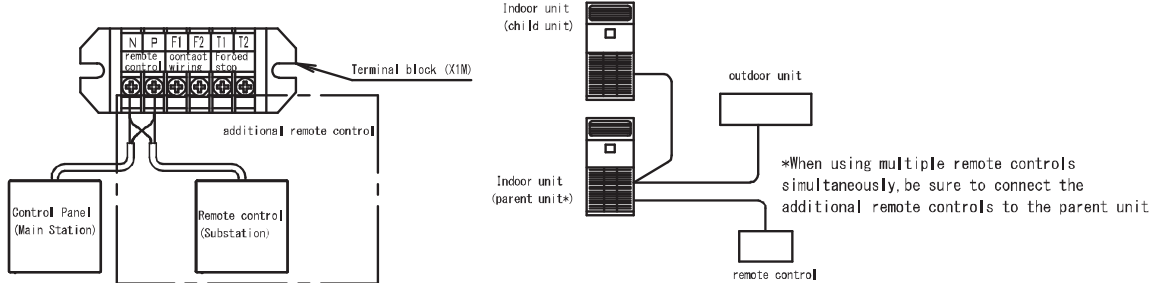 N P F1 F2 T1 T2
remote contact Forced
control wiring stop
Terminal block (X1M)
additional remote control
Control Panel
(Main Station)
Remote control
(Substation)
Indoor unit
(child unit)
outdoor unit
Indoor unit
(parent unit*)
remote control
*When using multiple remote controls
simultaneously, be sure to connect the
additional remote controls to the parent unit